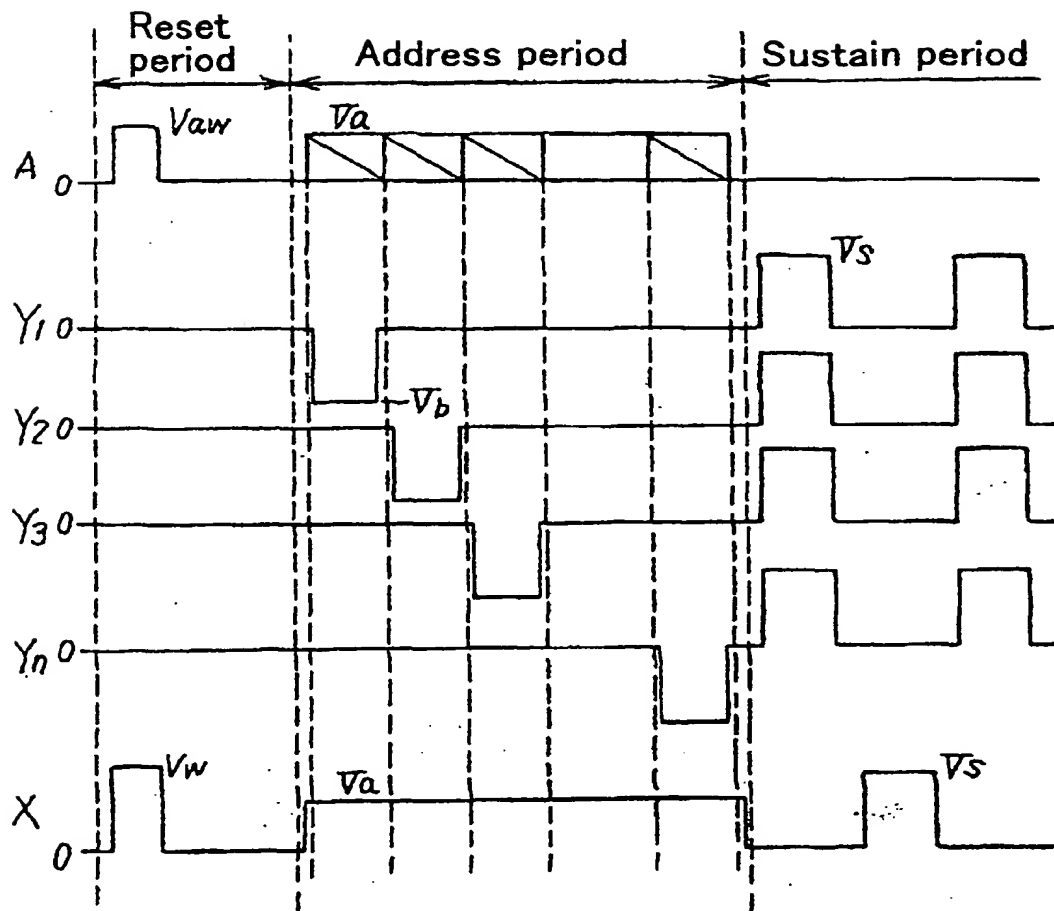 Reset period
Address period
Sustain period
A
0
Vaw
Va
Y1 0
Vs
Vb
Y2 0
Y3 0
Yn 0
X
0
Vw
Va
Vs